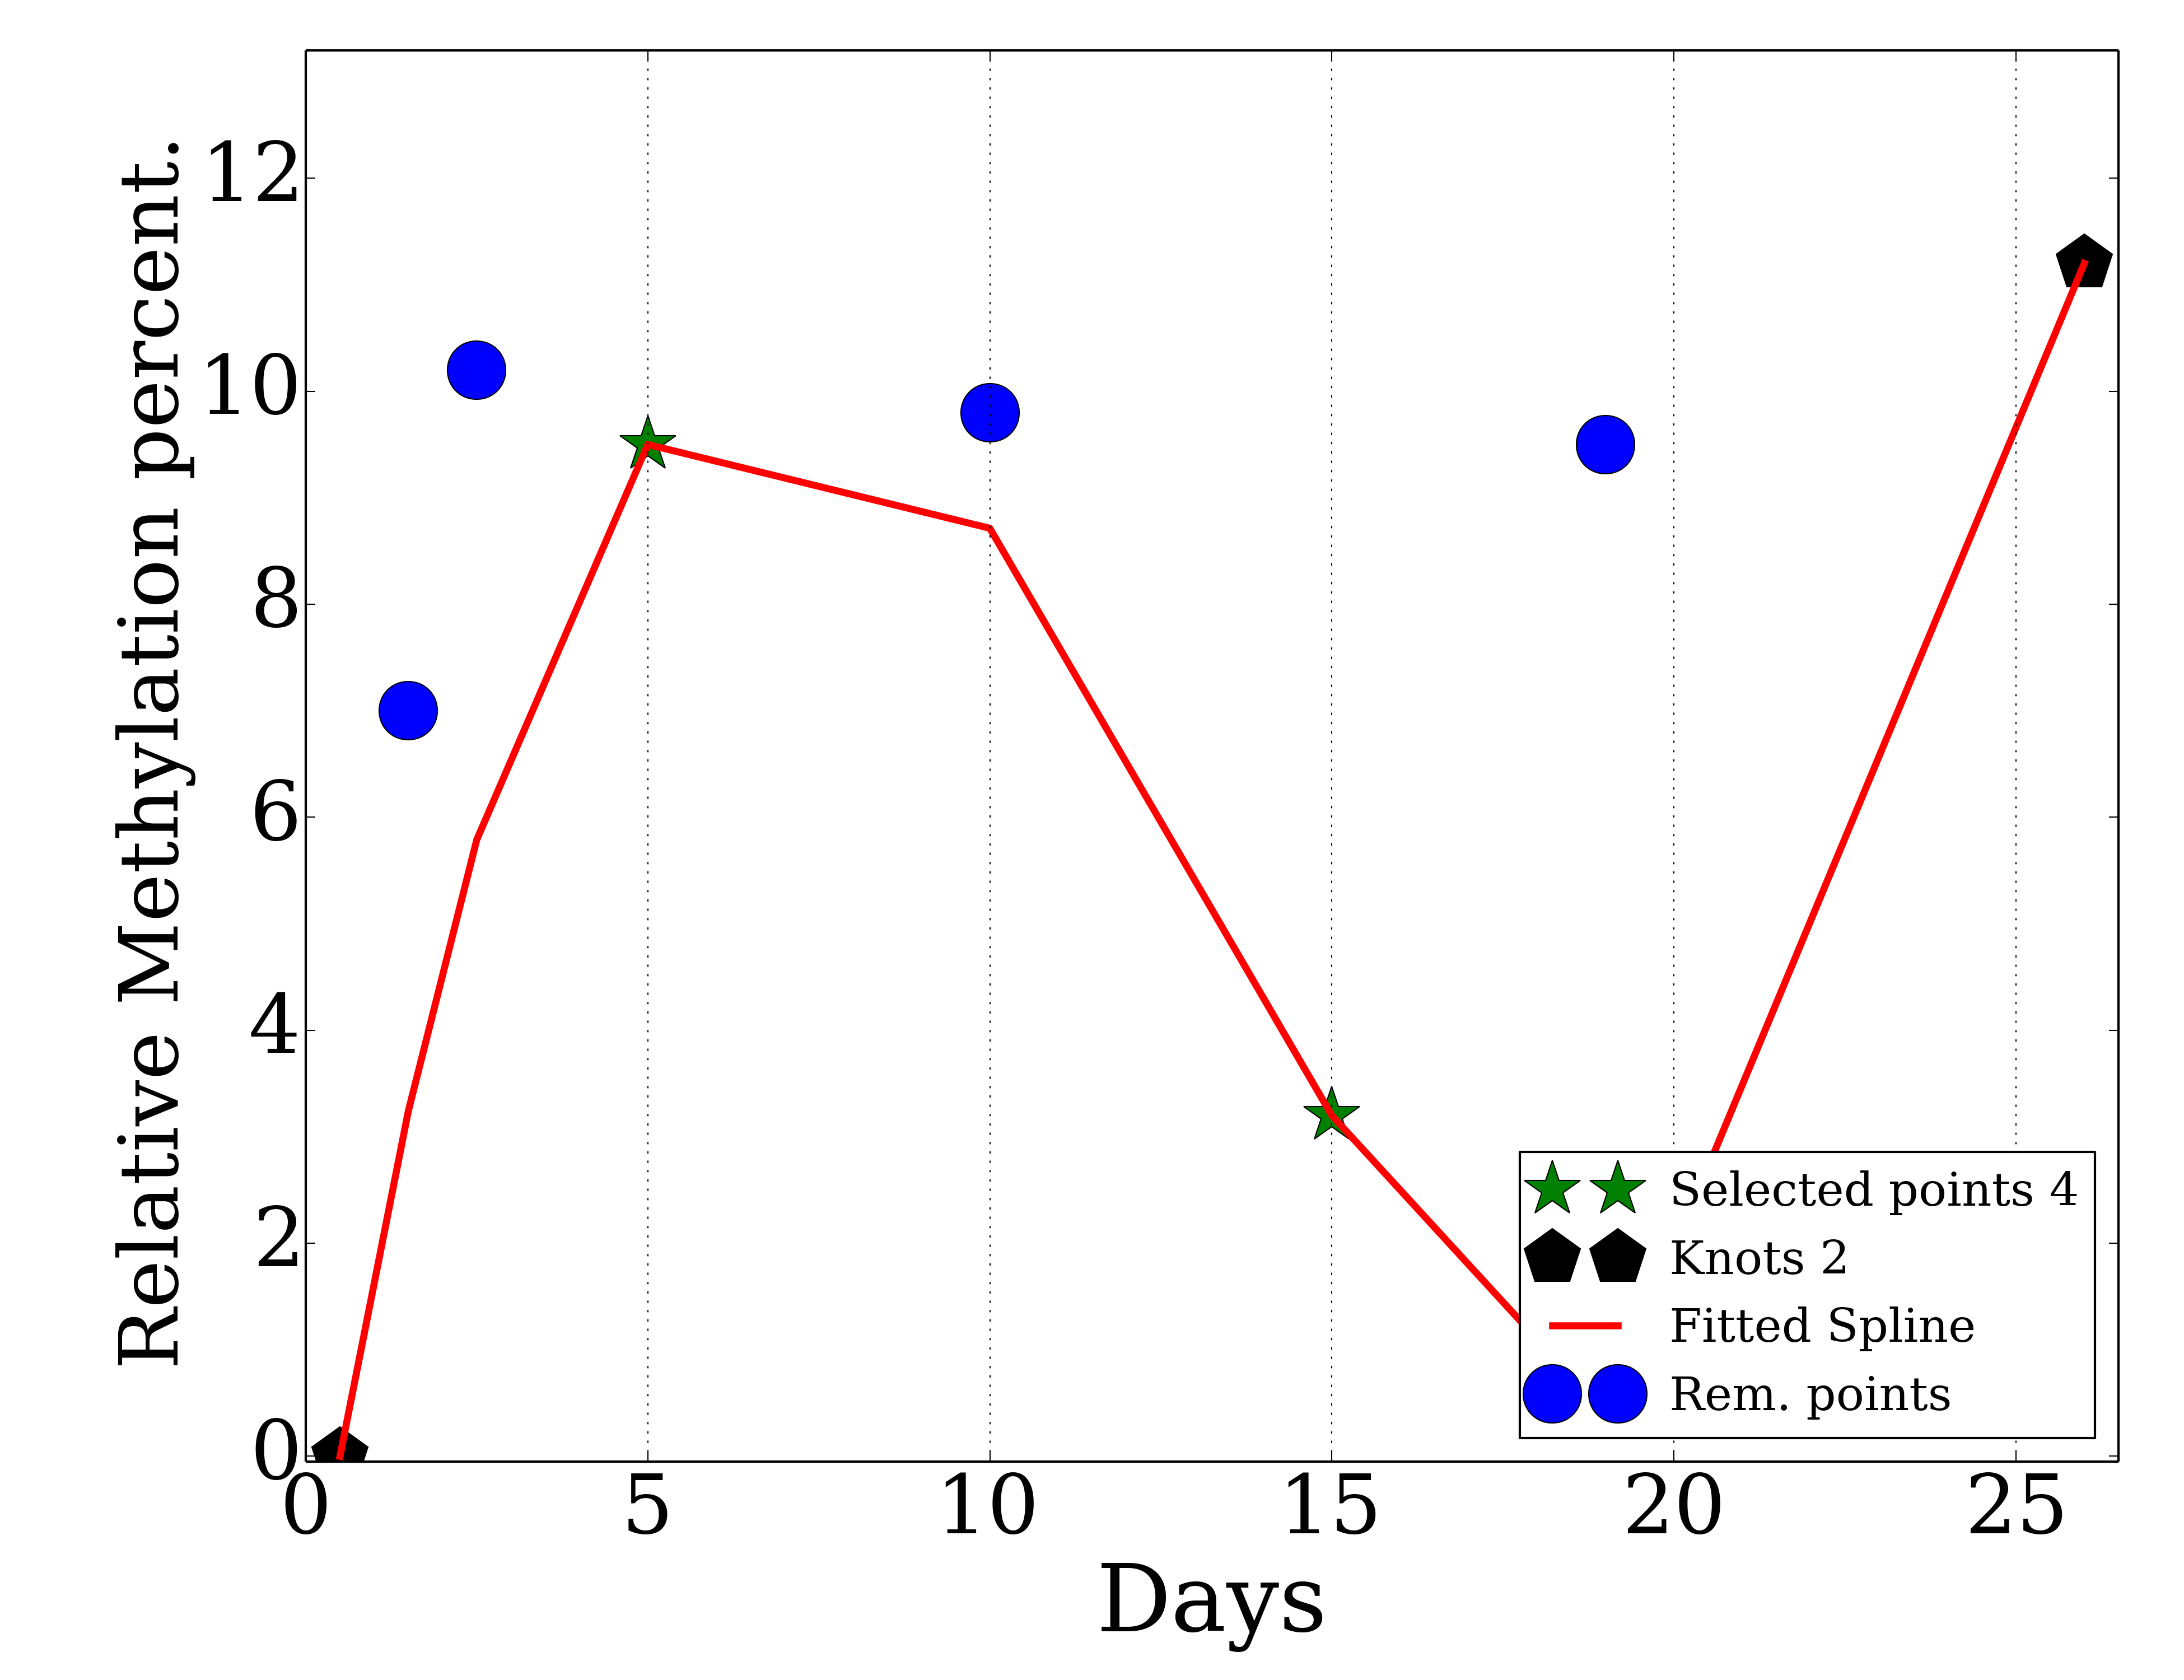 Relative Methylation percent.
12
10
8
6
4
2
0
0 5 10 15 20 25
Days
Selected points 4
Knots 2
Fitted Spline
Rem. points